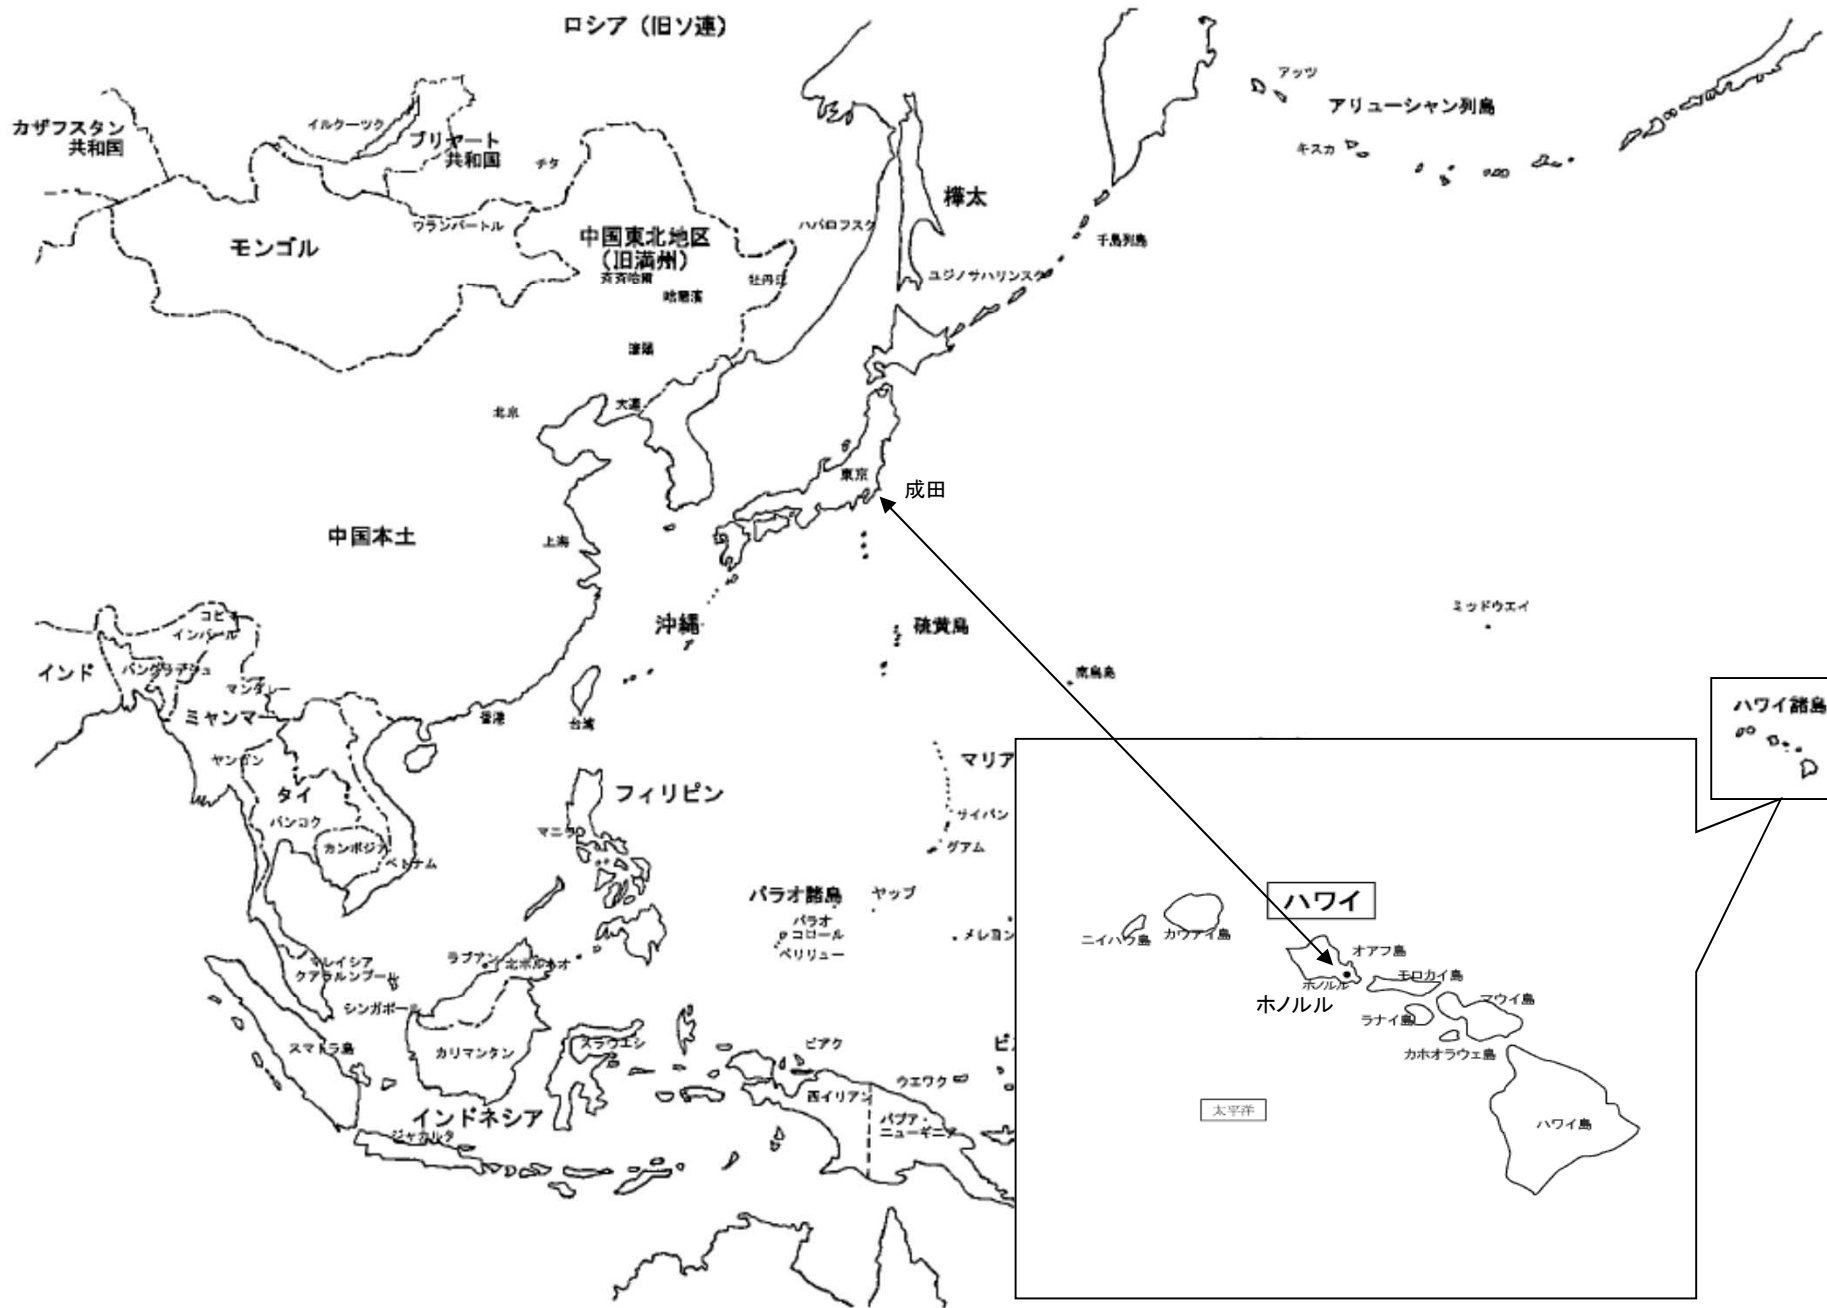 ロシア（旧ソ連）
アッツ
アリューシャン列島
カザフスタン
共和国
イルクーツク
ブリヤート
共和国
チタ
キスカ
樺太
ウランバートル
ハバロフスク
千島列島
モンゴル
中国東北地区
（旧満州）
斉斉哈爾
哈爾濱
牡丹江
ユジノサハリンスク
瀋陽
北京
大連
東京
成田
中国本土
上海
ミッドウエイ
沖縄
硫黄島
コヒマ
インパール
インド
バングラデシュ
南鳥島
マンダレー
ミャンマー
香港
台湾
ハワイ諸島
ヤンゴン
マリア
タイ
フィリピン
サイパン
バンコク
マニラ
カンボジア
ベトナム
グアム
パラオ諸島
ヤップ
ハワイ
パラオ
コロール
ペリリュー
メレヨン
ニイハウ島
カウアイ島
オアフ島
ラブアン
北ボルネオ
マレイシア
クアラルンプール
モロカイ島
ホノルル
ホノルル
シンガポール
マウイ島
ラナイ島
スマトラ島
カリマンタン
スラウエシ
ビアク
ビ
カホオラウェ島
ウエワク
西イリアン
インドネシア
ジャカルタ
パプア・
ニューギニア
太平洋
ハワイ島